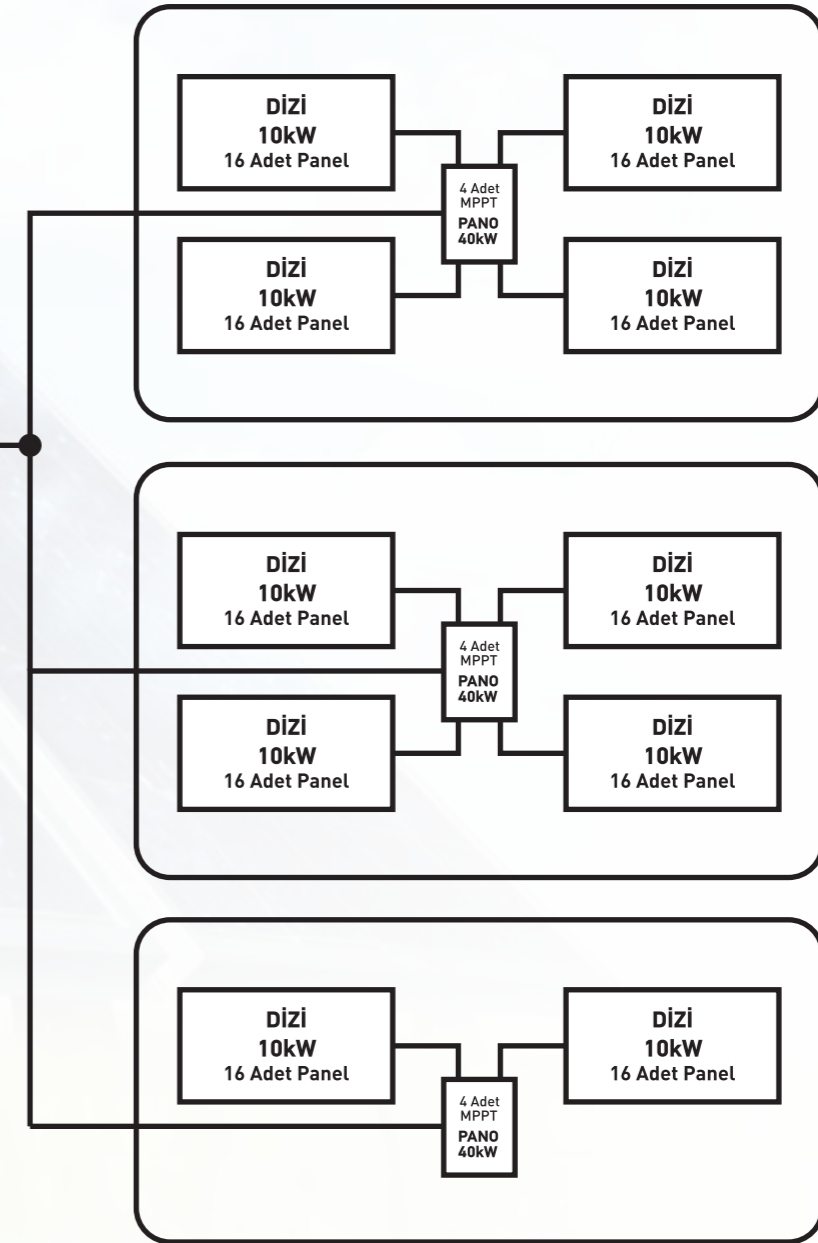 DİZİ
10kW
16 Adet Panel
DİZİ
10kW
16 Adet Panel
4 Adet
MPPT
PANO
40kW
DİZİ
10kW
16 Adet Panel
DİZİ
10kW
16 Adet Panel
DİZİ
10kW
16 Adet Panel
DİZİ
10kW
16 Adet Panel
4 Adet
MPPT
PANO
40kW
DİZİ
10kW
16 Adet Panel
DİZİ
10kW
16 Adet Panel
DİZİ
10kW
16 Adet Panel
DİZİ
10kW
16 Adet Panel
4 Adet
MPPT
PANO
40kW